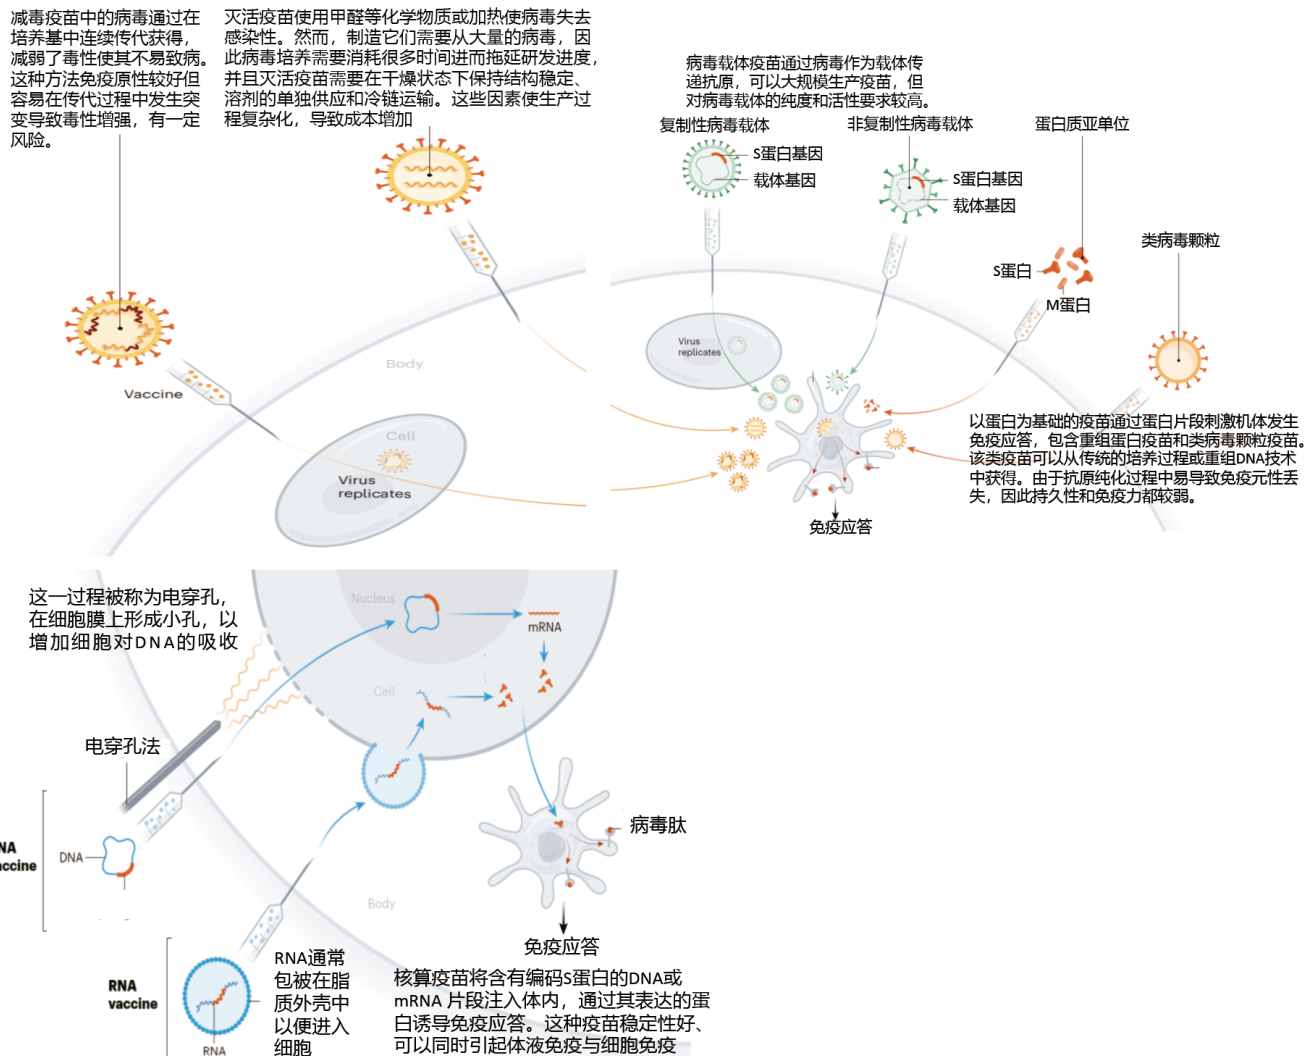 减毒疫苗中的病毒通过在
培养基中连续传代获得,
减弱了毒性使其不易致病。
这种方法免疫原性较好但
容易在传代过程中发生突
变导致毒性增强，有一定
风险。
灭活疫苗使用甲醛等化学物质或加热使病毒失去
感染性。然而，制造它们需要从大量的病毒，因
此病毒培养需要消耗很多时间进而拖延研发进度，
并且灭活疫苗需要在干燥状态下保持结构稳定、
溶剂的单独供应和冷链运输。这些因素使生产过
程复杂化，导致成本增加
Vaccine
Body
Cell
Virus
replicates
病毒载体疫苗通过病毒作为载体传
递抗原，可以大规模生产疫苗，但
对病毒载体的纯度和活性要求较高。
复制性病毒载体
S蛋白基因
载体基因
非复制性病毒载体
S蛋白基因
载体基因
蛋白质亚单位
S蛋白
M蛋白
类病毒颗粒
Virus
replicates
免疫应答
以蛋白为基础的疫苗通过蛋白片段刺激机体发生
免疫应答，包含重组蛋白疫苗和类病毒颗粒疫苗。
该类疫苗可以从传统的培养过程或重组DNA技术
中获得。由于抗原纯化过程中易导致免疫元性丢
失，因此持久性和免疫力都较弱。
这一过程被称为电穿孔，
在细胞膜上形成小孔，以
增加细胞对DNA的吸收
Nucleus
mRNA
Cell
电穿孔法
NA
accine
DNA
病毒肽
Body
免疫应答
RNA
vaccine
RNA
RNA通常
包被在脂
质外壳中
以便进入
细胞
核算疫苗将含有编码S蛋白的DNA或
mRNA 片段注入体内，通过其表达的蛋
白诱导免疫应答。这种疫苗稳定性好、
可以同时引起体液免疫与细胞免疫